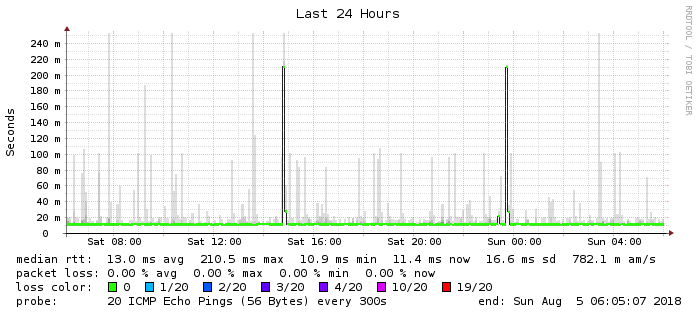 Last 24 Hours
RRDTOOL / TOBI OETIKER
Seconds
240 m
220 m
200 m
180 m
160 m
140 m
120 m
100 m
80 m
60 m
40 m
20 m
0
Sat 08:00 Sat 12:00 Sat 16:00 Sat 20:00 Sun 00:00 Sun 04:00
median rtt: 13.0 ms avg 210.5 ms max 10.9 ms min 11.4 ms now 16.6 ms sd 782.1 m am/s
packet loss: 0.00 % avg 0.00 % max 0.00 % min 0.00 % now
loss color: 0 1/20 2/20 3/20 4/20 10/20 19/20
probe: 20 ICMP Echo Pings (56 Bytes) every 300s end: Sun Aug 5 06:05:07 2018